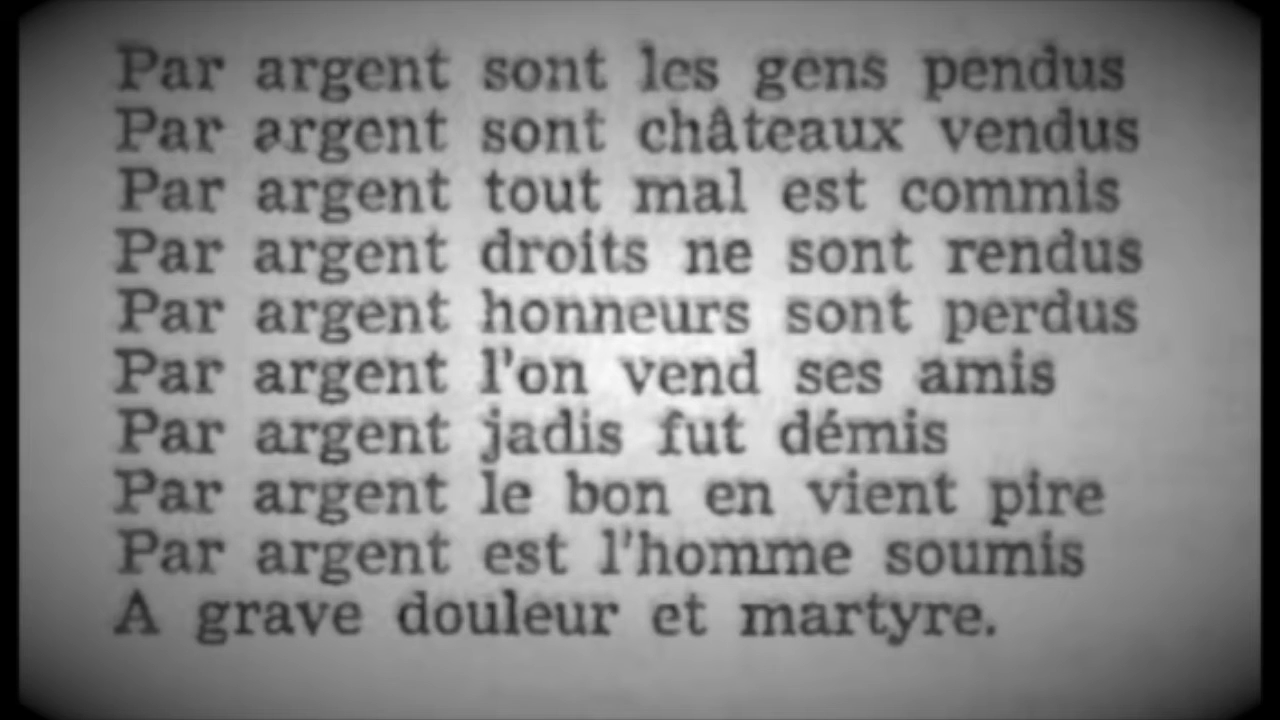 Par argent sont les gens pendus
Par argent sont châteaux vendus
Par argent tout mal est commis
Par argent droits ne sont rendus
Par argent honneurs sont perdus
Par argent l'on vend ses amis
Par argent jadis fut démis
Par argent le bon en vient pire
Par argent est l'homme soumis
A grave douleur et martyre.